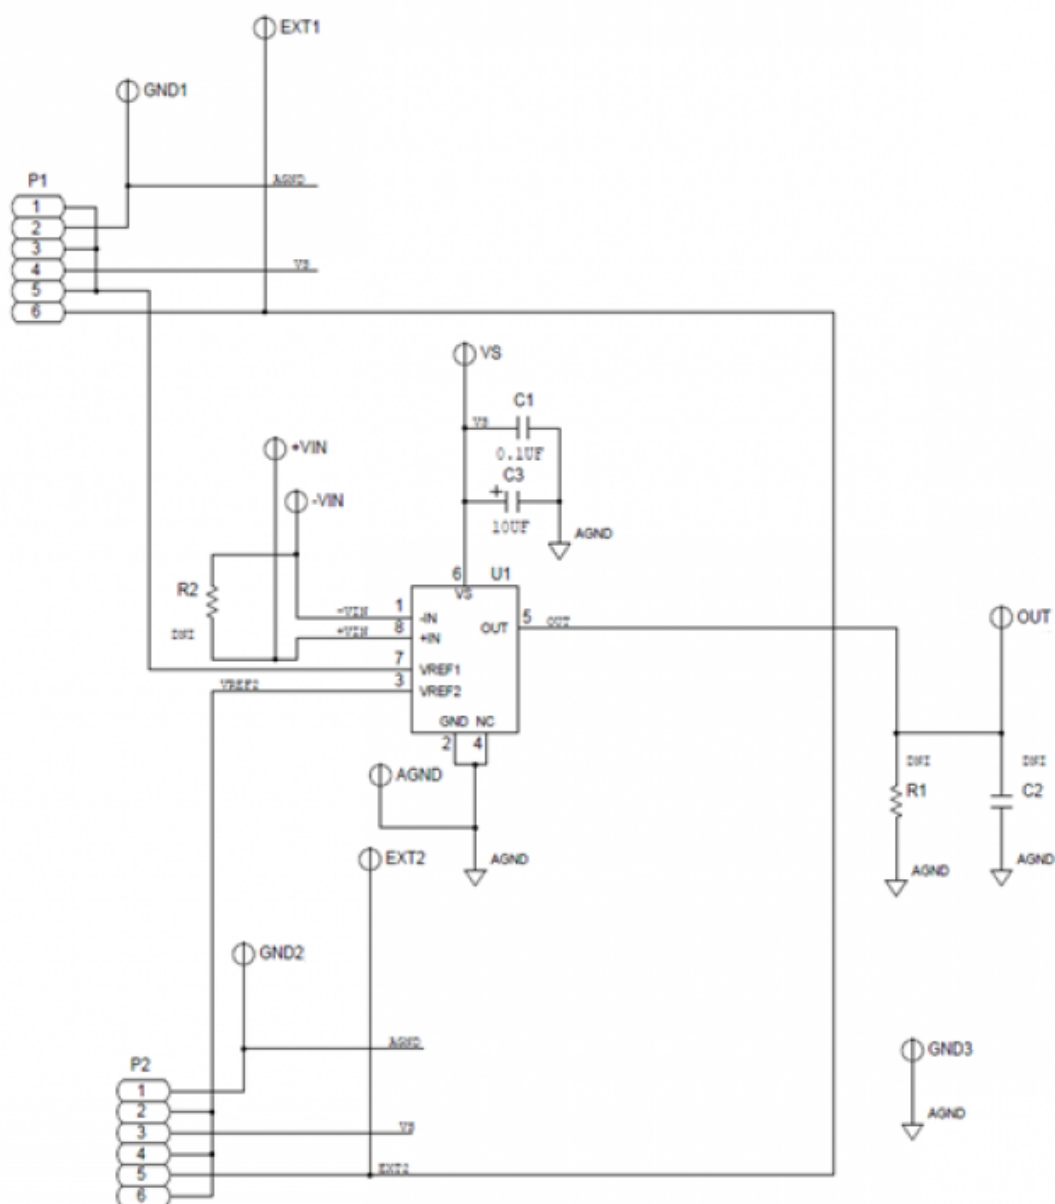 EXT1
GND1
AGND
P1
1
2
3
4
VS
5
6
VS
VS
C1
0.1UF
C3
+
10UF
AGND
+VIN
-VIN
R2
DNI
6
U1
VS
1
-VIN
-IN
8
+VIN
+IN
OUT
5
OUT
7
VREF1
3
VREF2
VREF2
GND NC
2
4
AGND
AGND
OUT
DNI
R1
AGND
DNI
C2
AGND
EXT2
GND2
AGND
P2
1
2
3
VS
4
5
EXT2
6
GND3
AGND